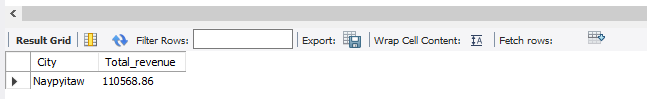 Result Grid Filter Rows: Export: Wrap Cell Content: Fetch rows:
City Total_revenue
Naypyitaw 110568.86